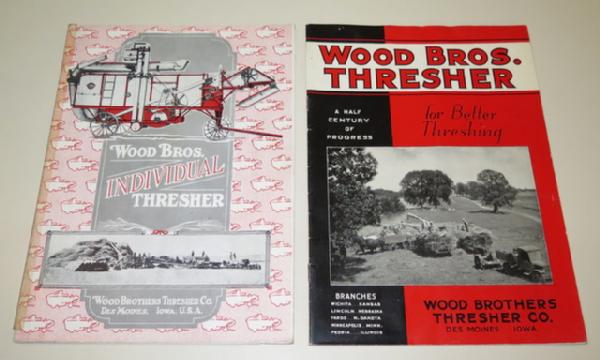 WOOD BROS.
INDIVIDUAL
THRESHER
WOOD BROTHERS THRESHER CO.
DES MOINES, IOWA, U.S.A.
WOOD BROS.
THRESHER
A HALF
CENTURY
OF
PROGRESS
for Better
Threshing
BRANCHES
WICHITA KANSAS
LINCOLN NEBRASKA
FARGO N. DAKOTA
MINNEAPOLIS, MINN.
PEORIA ILLINOIS
WOOD BROTHERS
THRESHER CO.
DES MOINES IOWA